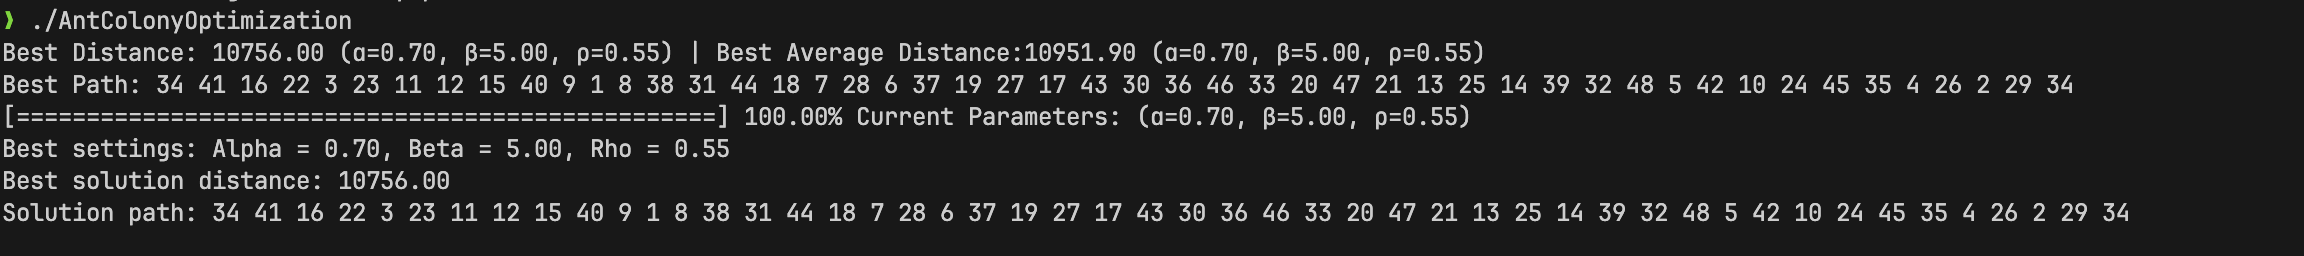 ❯ ./AntColonyOptimization
Best Distance: 10756.00 (α=0.70, β=5.00, ρ=0.55) | Best Average Distance:10951.90 (α=0.70, β=5.00, ρ=0.55)
Best Path: 34 41 16 22 3 23 11 12 15 40 9 1 8 38 31 44 18 7 28 6 37 19 27 17 43 30 36 46 33 20 47 21 13 25 14 39 32 48 5 42 10 24 45 35 4 26 2 29 34
[==================================================] 100.00% Current Parameters: (α=0.70, β=5.00, ρ=0.55)
Best settings: Alpha = 0.70, Beta = 5.00, Rho = 0.55
Best solution distance: 10756.00
Solution path: 34 41 16 22 3 23 11 12 15 40 9 1 8 38 31 44 18 7 28 6 37 19 27 17 43 30 36 46 33 20 47 21 13 25 14 39 32 48 5 42 10 24 45 35 4 26 2 29 34